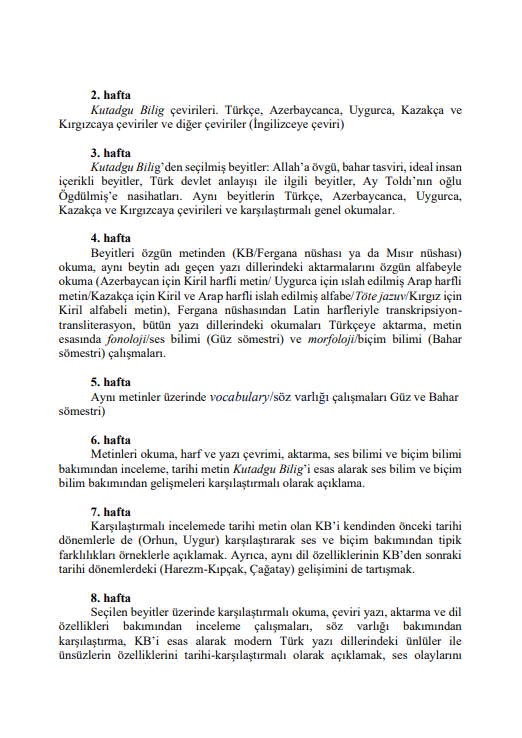 2. hafta
Kutadgu Bilig çevirileri. Türkçe, Azerbaycanca, Uygurca, Kazakça ve
Kırgızcaya çeviriler ve diğer çeviriler (İngilizceye çeviri)
3. hafta
Kutadgu Bilig’den seçilmiş beyitler: Allah’a övgü, bahar tasviri, ideal insan
içerikli beyitler, Türk devlet anlayışı ile ilgili beyitler, Ay Toldı’nın oğlu
Ögdülmiş’e nasihatları. Aynı beyitlerin Türkçe, Azerbaycanca, Uygurca,
Kazakça ve Kırgızcaya çevirileri ve karşılaştırmalı genel okumalar.
4. hafta
Beyitleri özgün metinden (KB/Fergana nüshası ya da Mısır nüshası)
okuma, aynı beytin adı geçen yazı dillerindeki aktarmalarını özgün alfabeyle
okuma (Azerbaycan için Kiril harfli metin/ Uygurca için ıslah edilmiş Arap harfli
metin/Kazakça için Kiril ve Arap harfli islah edilmiş alfabe/Töte jazuv/Kırgız için
Kiril alfabeli metin), Fergana nüshasından Latin harfleriyle transkripsiyon-
transliterasyon, bütün yazı dillerindeki okumaları Türkçeye aktarma, metin
esasında fonoloji/ses bilimi (Güz sömestri) ve morfoloji/biçim bilimi (Bahar
sömestri) çalışmaları.
5. hafta
Aynı metinler üzerinde vocabulary/söz varlığı çalışmaları Güz ve Bahar
sömestri)
6. hafta
Metinleri okuma, harf ve yazı çevrimi, aktarma, ses bilimi ve biçim bilimi
bakımından inceleme, tarihi metin Kutadgu Bilig’i esas alarak ses bilim ve biçim
bilim bakımından gelişmeleri karşılaştırmalı olarak açıklama.
7. hafta
Karşılaştırmalı incelemede tarihi metin olan KB’i kendinden önceki tarihi
dönemlerle de (Orhun, Uygur) karşılaştırarak ses ve biçim bakımından tipik
farklılıkları örneklerle açıklamak. Ayrıca, aynı dil özelliklerinin KB’den sonraki
tarihi dönemlerdeki (Harezm-Kıpçak, Çağatay) gelişimini de tartışmak.
8. hafta
Seçilen beyitler üzerinde karşılaştırmalı okuma, çeviri yazı, aktarma ve dil
özellikleri bakımından inceleme çalışmaları, söz varlığı bakımından
karşılaştırma, KB’i esas alarak modern Türk yazı dillerindeki ünlüler ile
ünsüzlerin özelliklerini tarihi-karşılaştırmalı olarak açıklamak, ses olaylarını